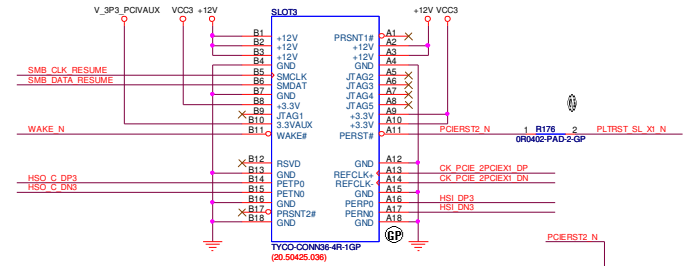 V_3P3_PCIVAUX VCC3 +12V
SLOT3
+12V VCC3
B1 +12V PRSNT1# A1
B2 +12V +12V A2
B3 +12V +12V A3
B4 GND GND A4
SMB_CLK_RESUME B5 SMCLK JTAG2 A5
SMB_DATA_RESUME B6 SMDAT JTAG3 A6
B7 GND JTAG4 A7
B8 +3.3V JTAG5 A8
B9 JTAG1 +3.3V A9
B10 3.3VAUX +3.3V A10
WAKE_N B11 WAKE# PERST# A11 PCIERST2_N 1 R176 2 PLTRST_SL_X1_N
0R0402-PAD-2-GP
B12 RSVD GND A12
B13 GND REFCLK+ A13 CK_PCIE_2PCIEX1_DP
HSO_C_DP3 B14 PETP0 REFCLK- A14 CK_PCIE_2PCIEX1_DN
HSO_C_DN3 B15 PETN0 GND A15
B16 GND PERP0 A16 HSI_DP3
B17 PRSNT2# PERN0 A17 HSI_DN3
B18 GND GND A18
GP
PCIERST2_N
TYCO-CONN36-4R-1GP
(20.50425.036)